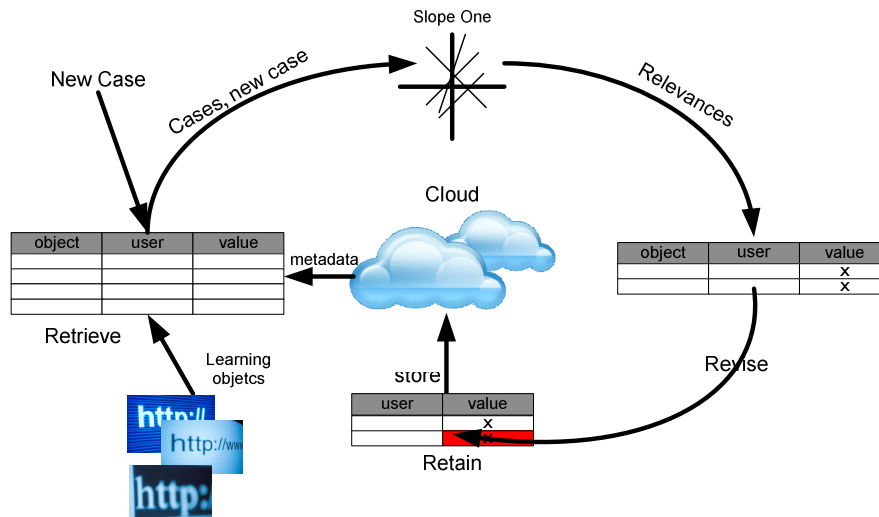 Slope One
New Case
Cases, new case
Relevances
Cloud
object user value
metadata
object user value
x
x
Retrieve
Learning
objetcs
Revise
store
user value
x
x
Retain
http://
http://www
http:/